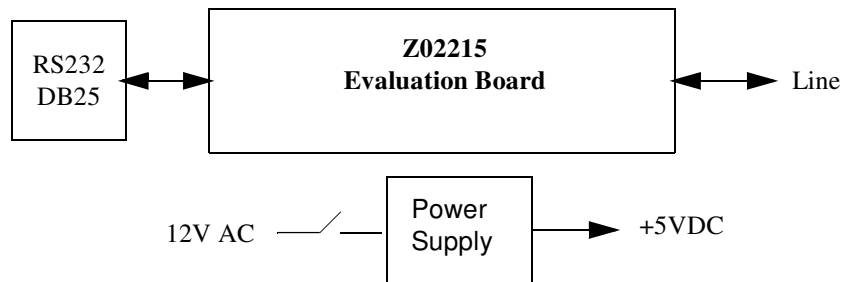 RS232
DB25
Z02215
Evaluation Board
Line
12V AC
Power
Supply
+5VDC